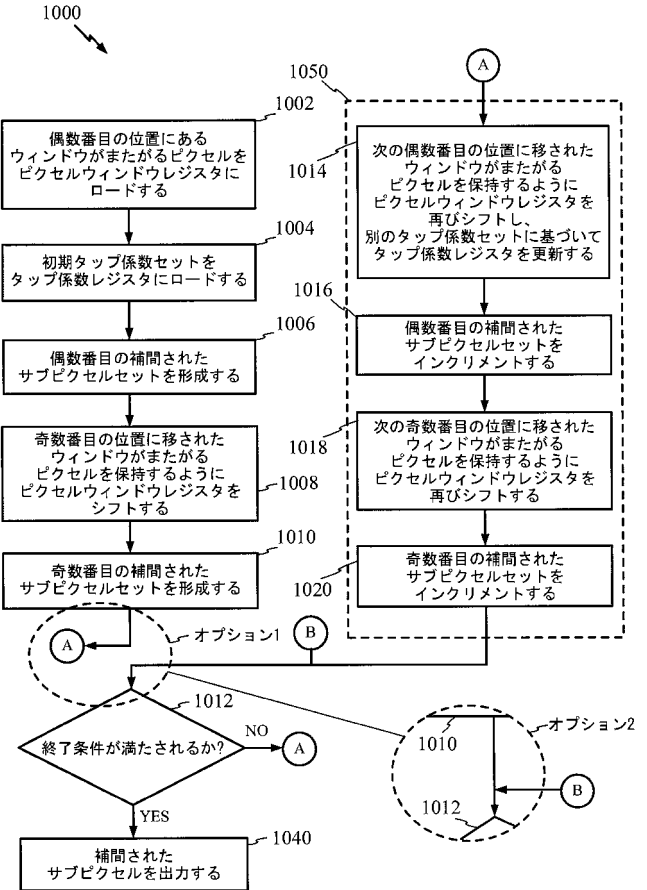 1000
1002
偶数番目の位置にある
ウィンドウがまたがるピクセルを
ピクセルウィンドウレジスタに
ロードする
1004
初期タップ係数セットを
タップ係数レジスタにロードする
1006
偶数番目の補間された
サブピクセルセットを形成する
奇数番目の位置に移された
ウィンドウがまたがる
ピクセルを保持するように
ピクセルウィンドウレジスタを
シフトする
1008
1010
奇数番目の補間された
サブピクセルセットを形成する
A
オプション1
B
1012
終了条件が満たされるか?
NO
A
YES
1040
補間された
サブピクセルを出力する
A
1050
1014
次の偶数番目の位置に移された
ウィンドウがまたがる
ピクセルを保持するように
ピクセルウィンドウレジスタを
再びシフトし、
別のタップ係数セットに基づいて
タップ係数レジスタを更新する
1016
偶数番目の補間された
サブピクセルセットを
インクリメントする
1018
次の奇数番目の位置に移された
ウィンドウがまたがる
ピクセルを保持するように
ピクセルウィンドウレジスタを
再びシフトする
1020
奇数番目の補間された
サブピクセルセットを
インクリメントする
オプション2
1010
B
1012